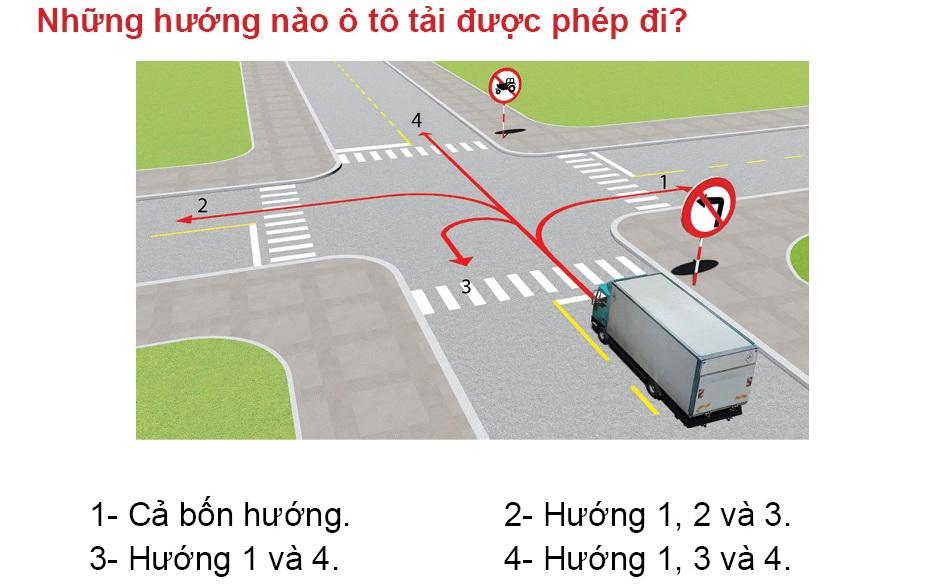 Những hướng nào ô tô tải được phép đi?
4
1
2
3
1- Cả bốn hướng.
2- Hướng 1, 2 và 3.
3- Hướng 1 và 4.
4- Hướng 1, 3 và 4.